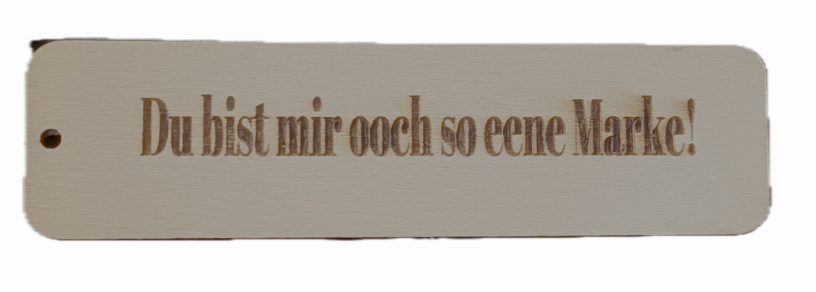 Du bist mir ooch so eene Marke!